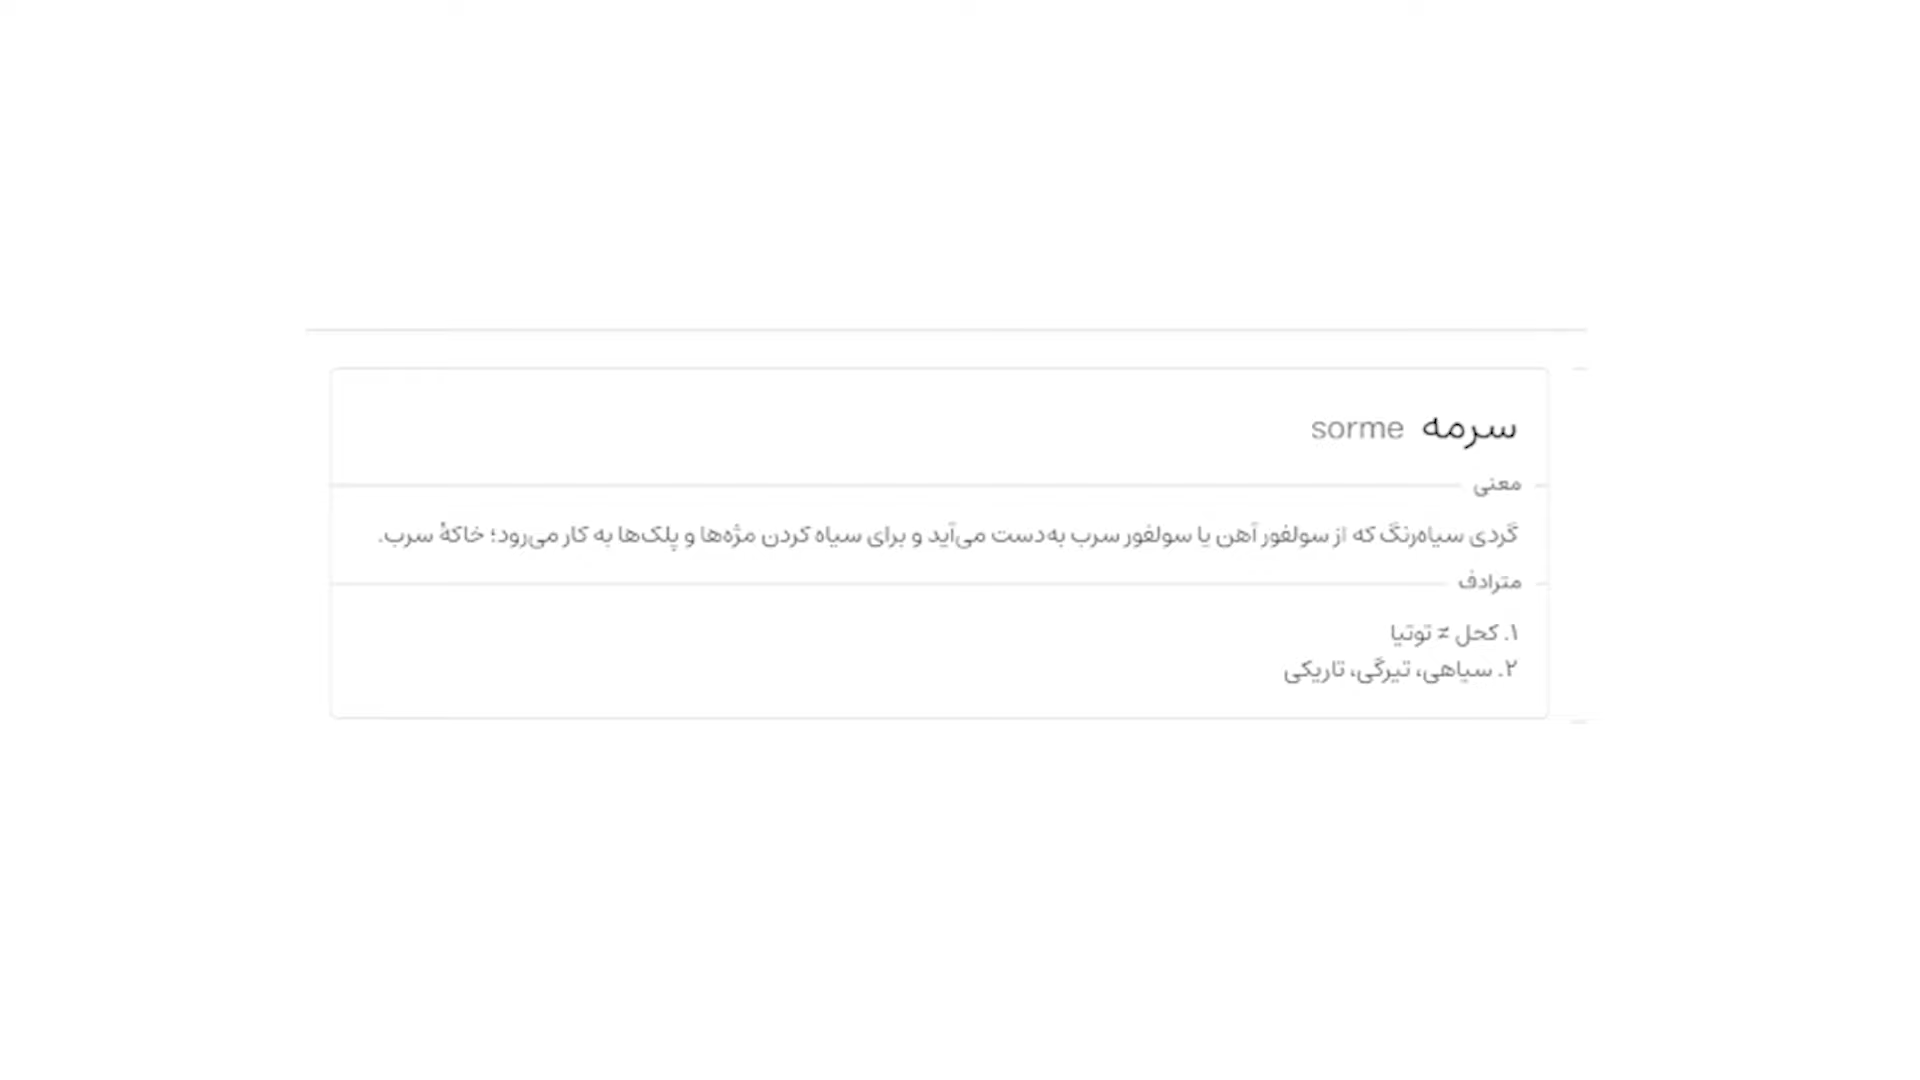 سرمه sorme
معنی
گردی سیاه‌رنگ که از سولفور آهن یا سولفور سرب به‌دست می‌آید و برای سیاه کردن مژه‌ها و پلک‌ها به کار می‌رود؛ خاکهٔ سرب.
مترادف
۱. کحل ≠ توتیا
۲. سیاهی، تیرگی، تاریکی